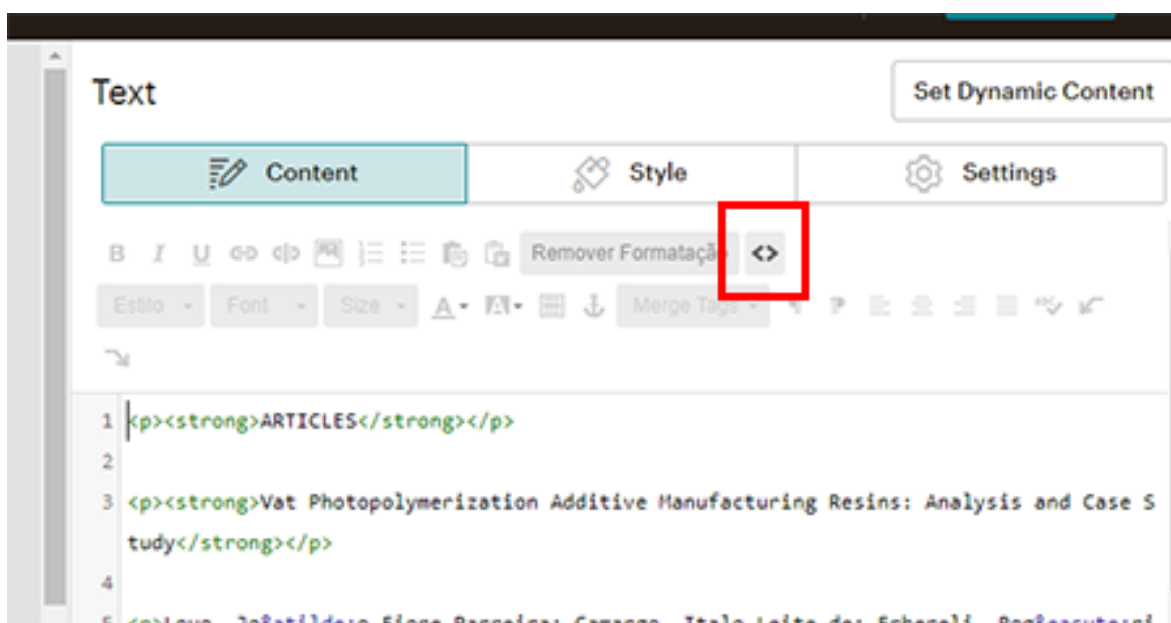 Text
Set Dynamic Content
Content
Style
Settings
B I U
Remover Formatação <>
Estilo Font Size A Merge Tags
1 <p><strong>ARTICLES</strong></p>
2
3 <p><strong>Vat Photopolymerization Additive Manufacturing Resins: Analysis and Case S
tudy</strong></p>
4